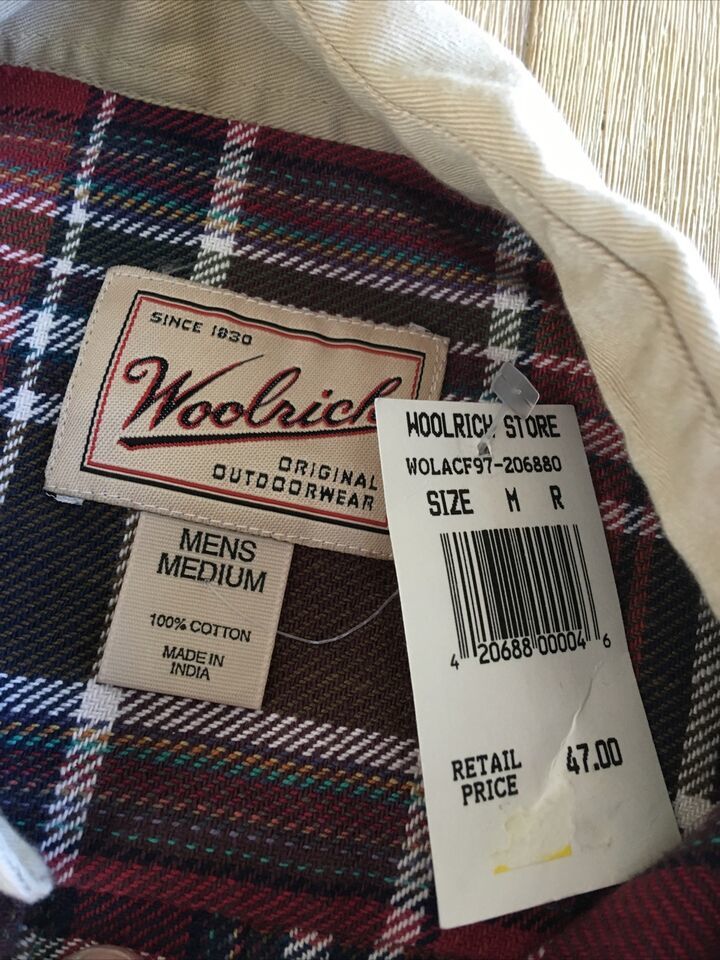 SINCE 1830
Woolrich
ORIGINAL
OUTDOORWEAR
MENS
MEDIUM
100% COTTON
MADE IN
INDIA
WOOLRICH STORE
WOLACF97-206880
SIZE M R
4 20688 00004 6
RETAIL 47.00
PRICE